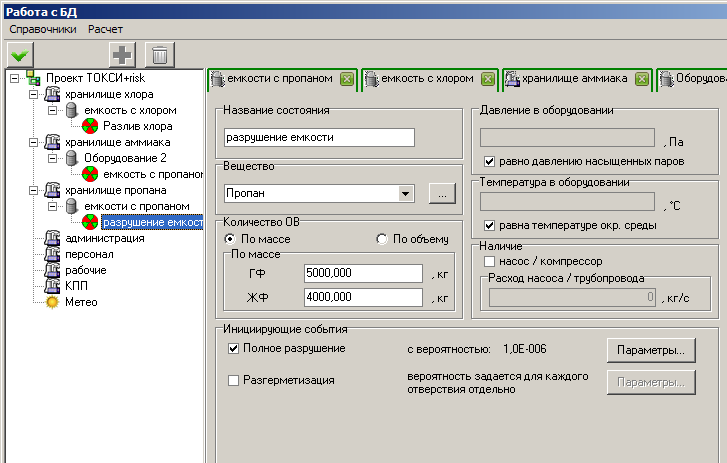 Работа с БД
Справочники Расчет
Проект ТОКСИ+risk
хранилище хлора
емкость с хлором
Разлив хлора
хранилище аммиака
Оборудование 2
емкость с пропаном
хранилище пропана
емкости с пропаном
разрушение емкост
администрация
персонал
рабочие
КПП
Метео
емкости с пропаном емкость с хлором хранилище аммиака Оборудова
Название состояния
разрушение емкости
Вещество
Пропан ...
Количество ОВ
По массе По объему
По массе
ГФ 5000,000 , кг
ЖФ 4000,000 , кг
Давление в оборудовании
, Па
равно давлению насыщенных паров
Температура в оборудовании
, °C
равна температуре окр. среды
Наличие
насос / компрессор
Расход насоса / трубопровода
0 , кг/с
Инициирующие события
Полное разрушение с вероятностью: 1,0E-006 Параметры...
Разгерметизация вероятность задается для каждого отверстия отдельно Параметры...